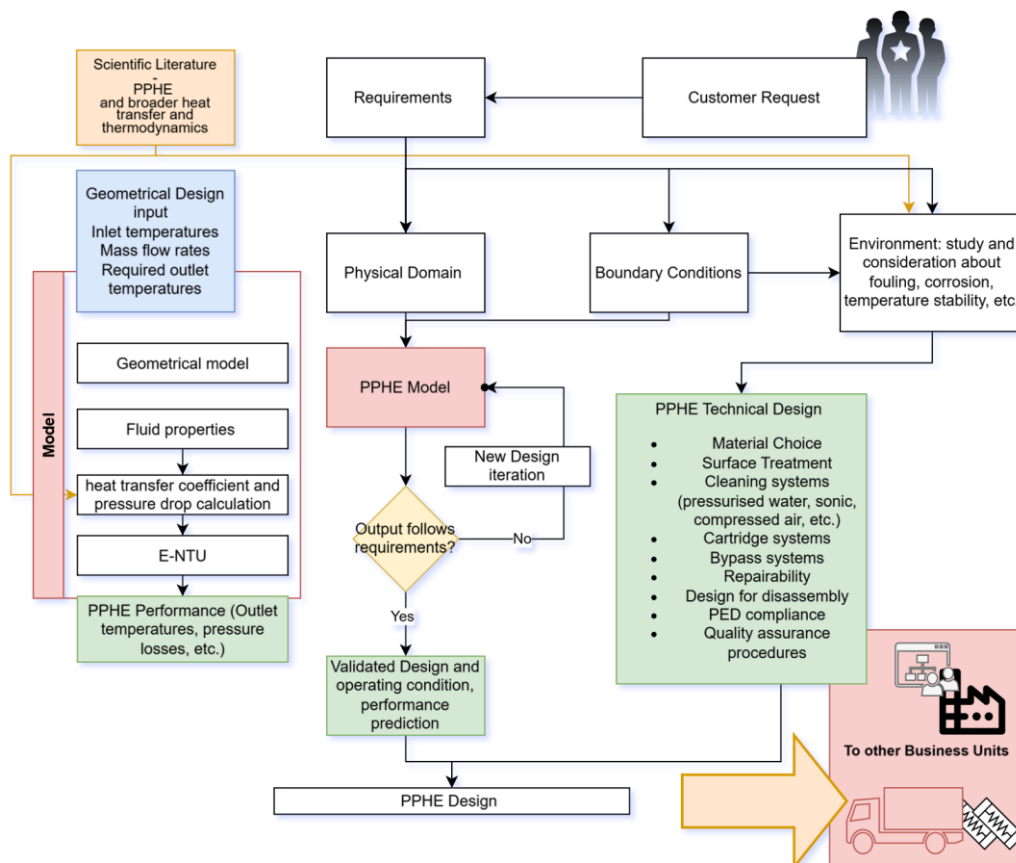 Scientific Literature
-
PPHE
and broader heat
transfer and
thermodynamics
Requirements
Customer Request
Geometrical Design
input
Inlet temperatures
Mass flow rates
Required outlet
temperatures
Physical Domain
Boundary Conditions
Environment: study and
consideration about
fouling, corrosion,
temperature stability, etc.
Model
Geometrical model
Fluid properties
heat transfer coefficient and
pressure drop calculation
E-NTU
PPHE Performance (Outlet
temperatures, pressure
losses, etc.)
PPHE Model
New Design
iteration
Output follows
requirements?
No
Yes
Validated Design and
operating condition,
performance
prediction
PPHE Technical Design
• Material Choice
• Surface Treatment
• Cleaning systems
(pressurised water, sonic,
compressed air, etc.)
• Cartridge systems
• Bypass systems
• Repairability
• Design for disassembly
• PED compliance
• Quality assurance
procedures
PPHE Design
To other Business Units